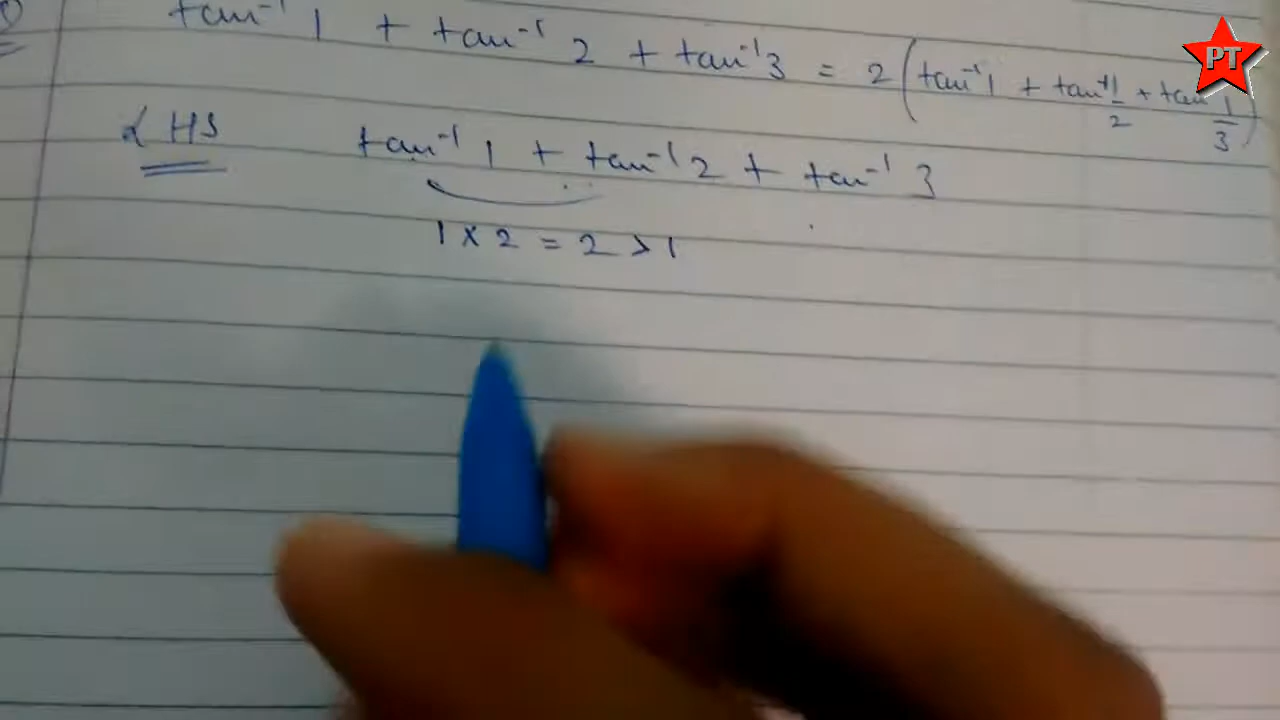 tan⁻¹ 1 + tan⁻¹ 2 + tan⁻¹ 3 = 2 (tan⁻¹ 1 + tan⁻¹ 1/2 + tan 1/3)
PT
LHS tan⁻¹ 1 + tan⁻¹ 2 + tan⁻¹ 3
1 x 2 = 2 > 1